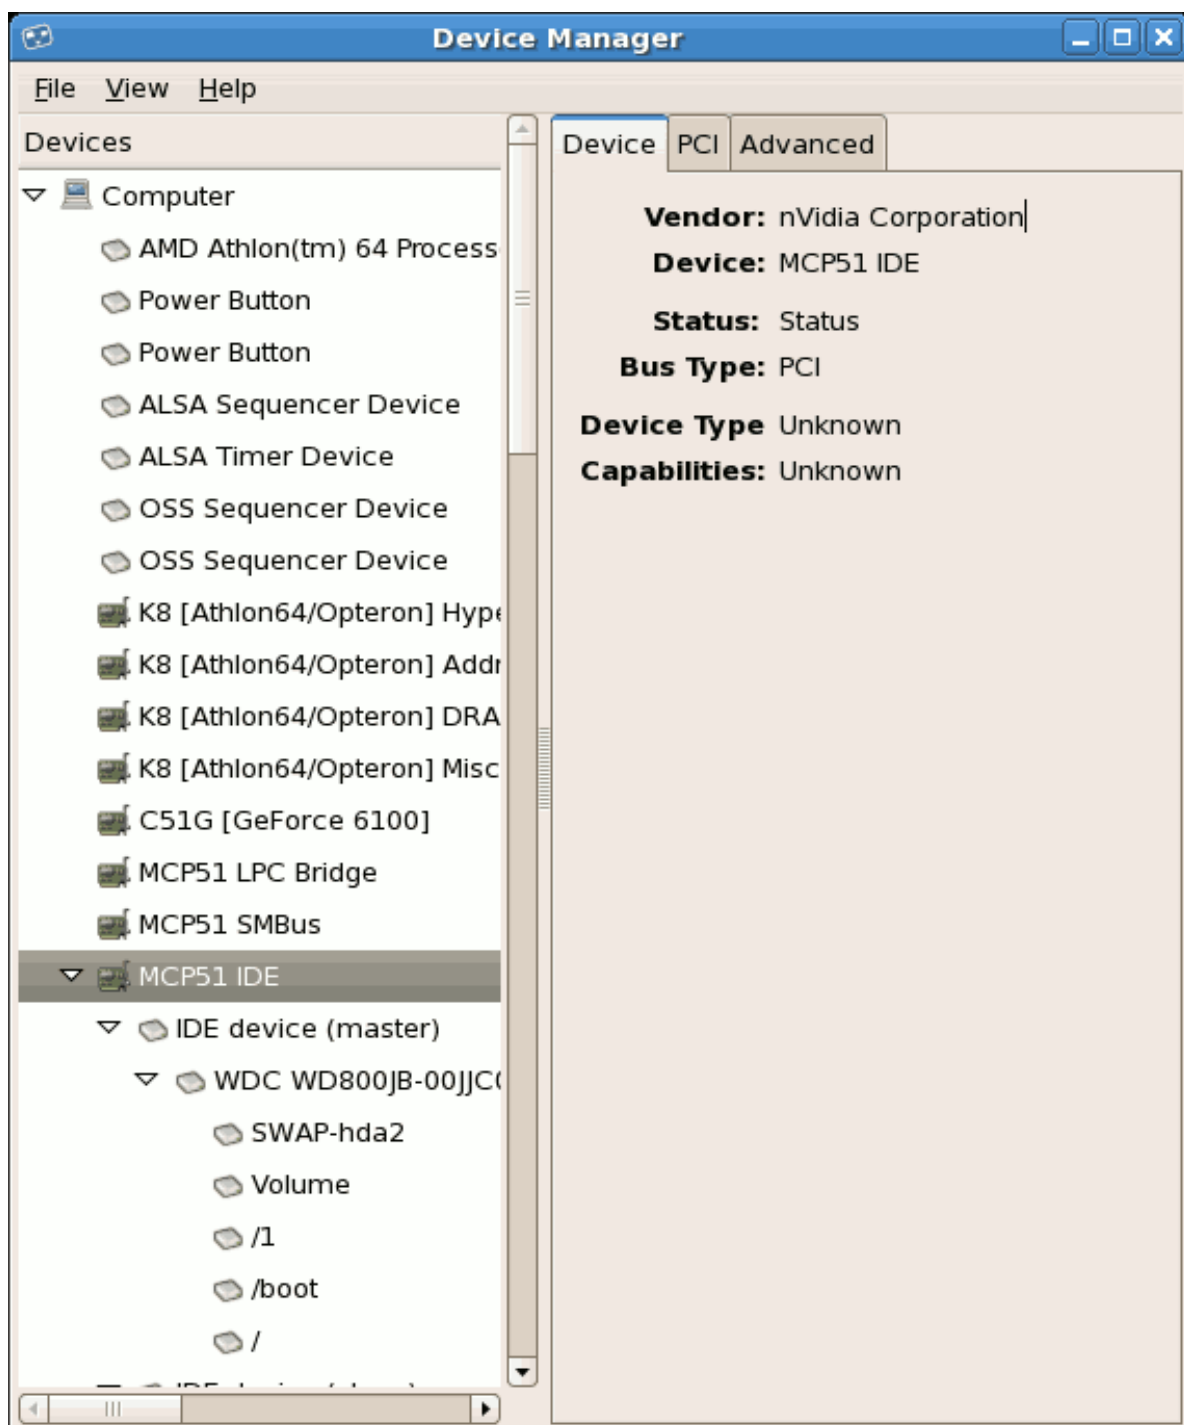 Device Manager
File View Help
Devices
Computer
AMD Athlon(tm) 64 Process
Power Button
Power Button
ALSA Sequencer Device
ALSA Timer Device
OSS Sequencer Device
OSS Sequencer Device
K8 [Athlon64/Opteron] Hype
K8 [Athlon64/Opteron] Addr
K8 [Athlon64/Opteron] DRA
K8 [Athlon64/Opteron] Misc
C51G [GeForce 6100]
MCP51 LPC Bridge
MCP51 SMBus
MCP51 IDE
IDE device (master)
WDC WD800JB-00JJC
SWAP-hda2
Volume
/1
/boot
/
Device PCI Advanced
Vendor: nVidia Corporation
Device: MCP51 IDE
Status: Status
Bus Type: PCI
Device Type Unknown
Capabilities: Unknown